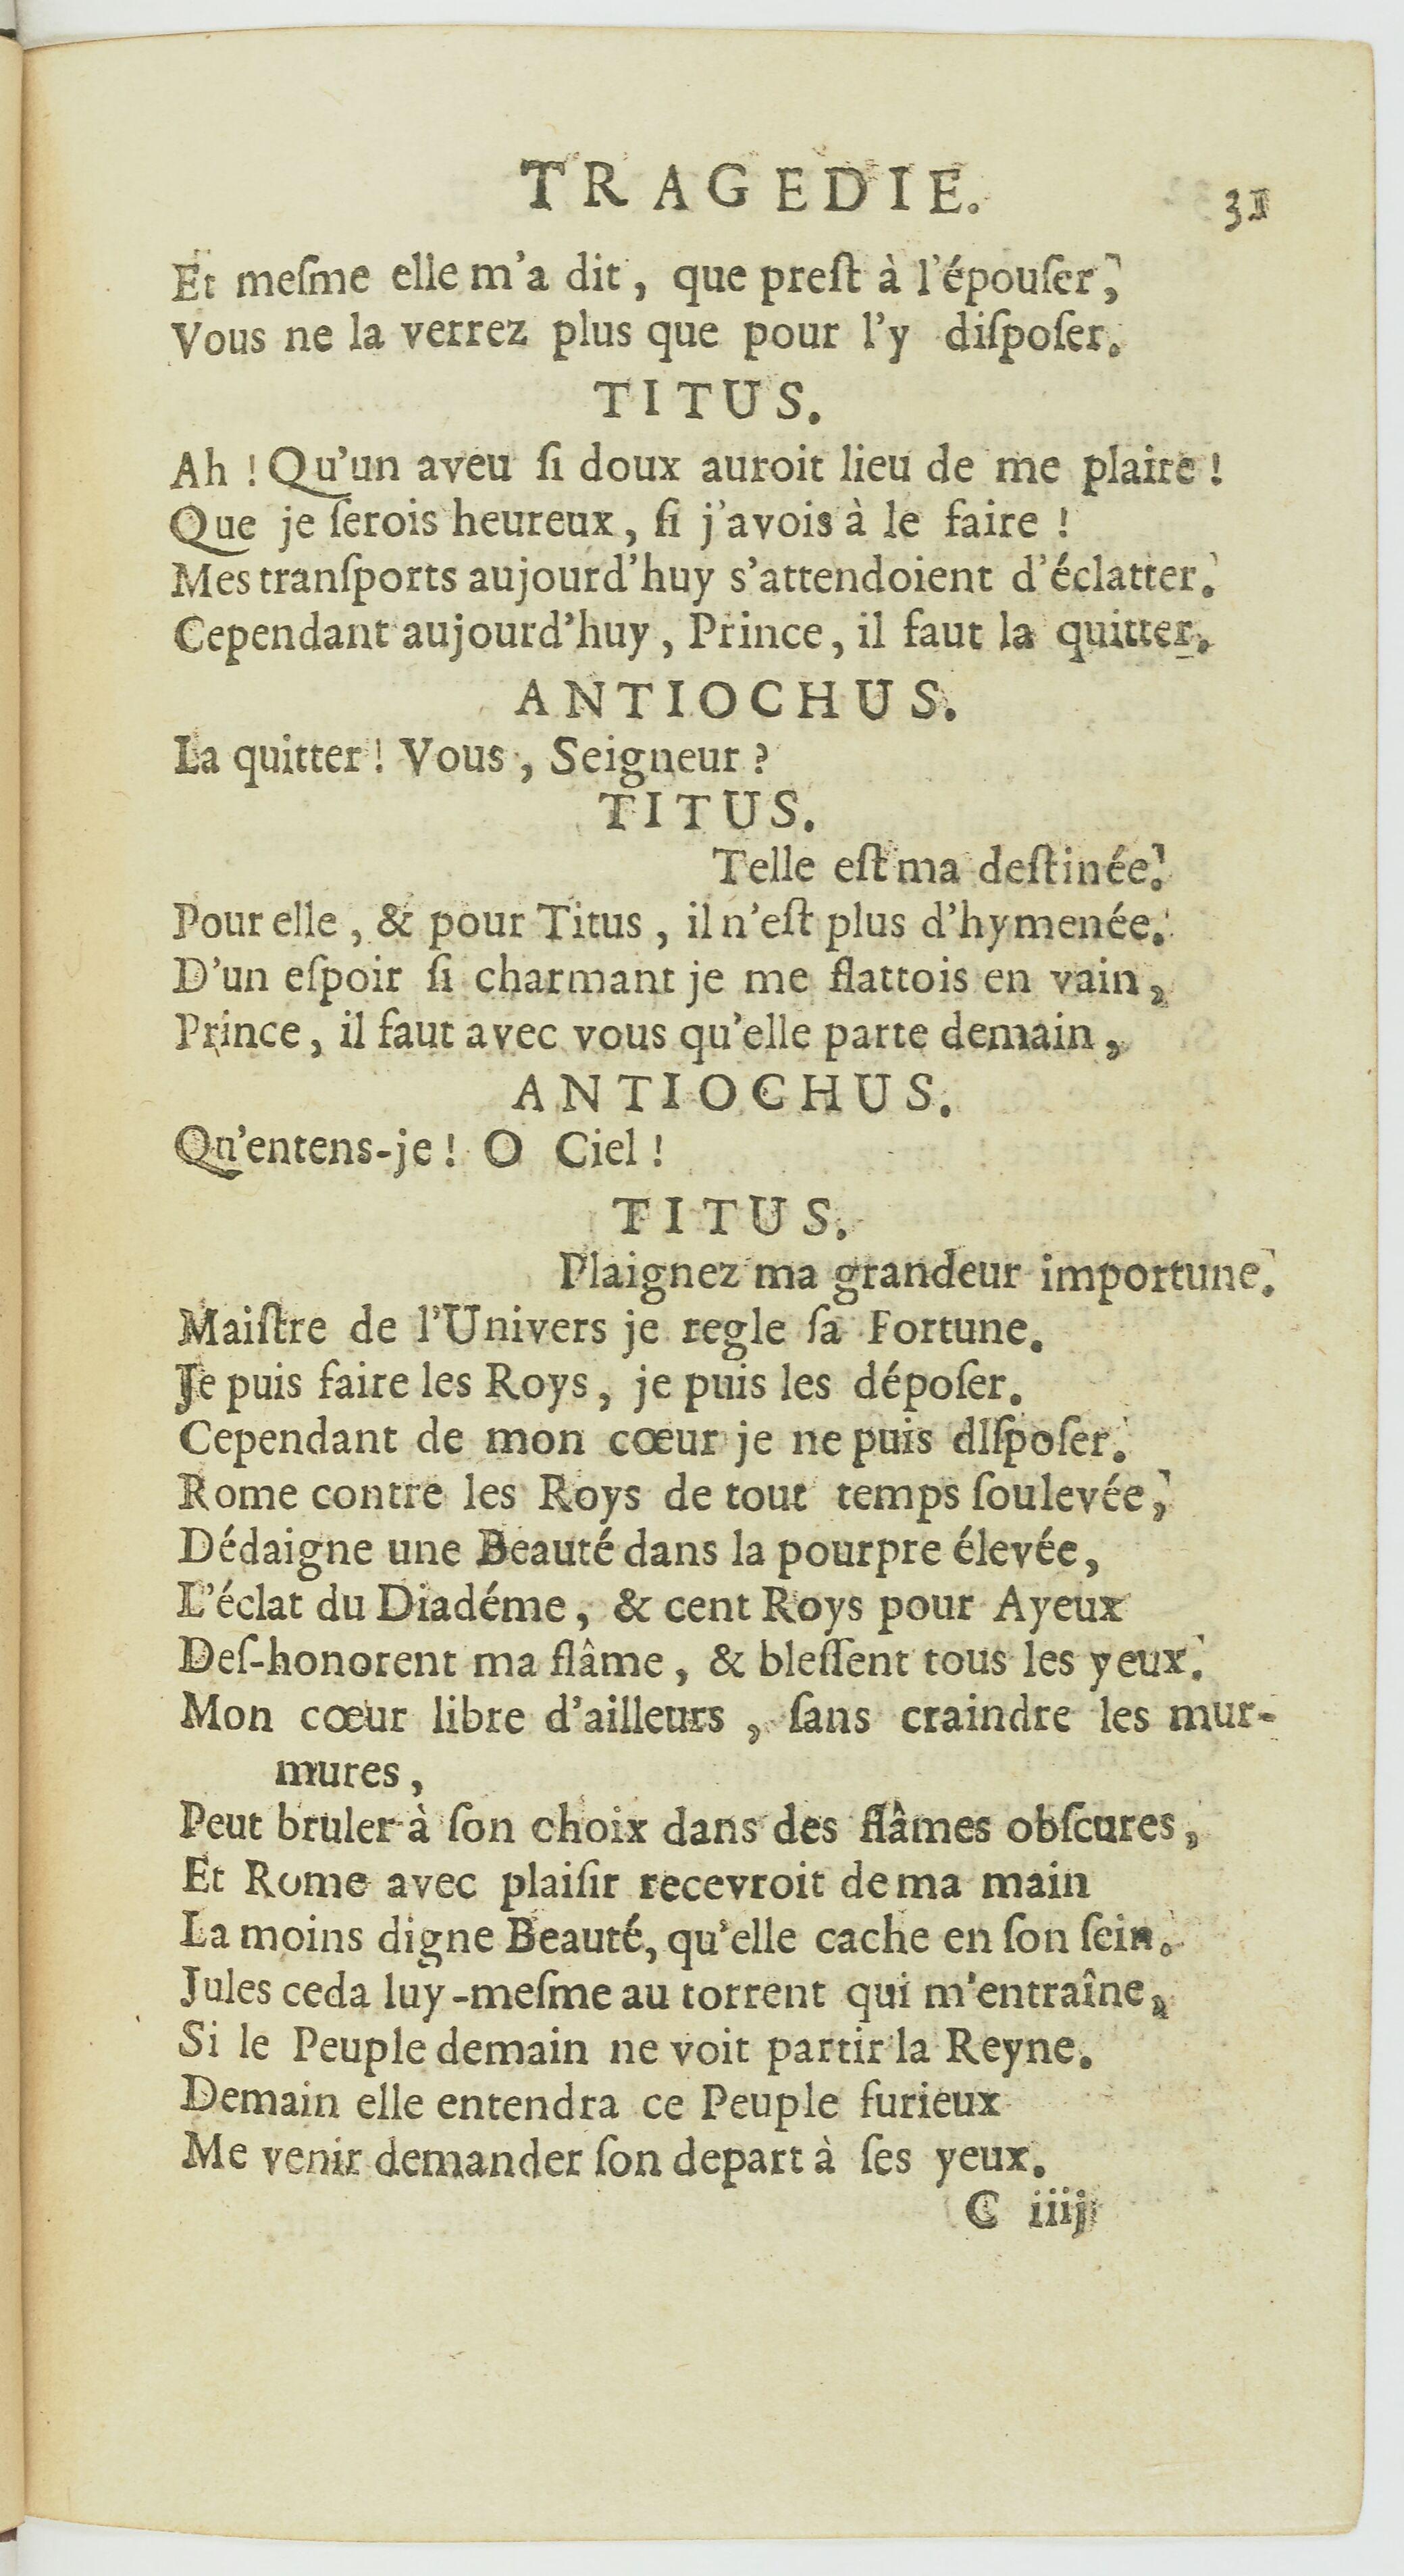 TRAGEDIE. 31
Et meſme elle m'a dit, que preſt à l'épouſer,
Vous ne la verrez plus que pour l'y diſpoſer.
TITUS.
Ah ! Qu'un aveu ſi doux auroit lieu de me plaire !
Que je ſerois heureux, ſi j'avois à le faire !
Mes tranſports aujourd'huy s'attendoient d'éclatter.
Cependant aujourd'huy, Prince, il faut la quitter.
ANTIOCHUS.
La quitter ! Vous, Seigneur ?
TITUS.
Telle eſt ma deſtinée.
Pour elle, & pour Titus, il n'eſt plus d'hymenée.
D'un eſpoir ſi charmant je me flattois en vain,
Prince, il faut avec vous qu'elle parte demain,
ANTIOCHUS.
Qu'entens-je ! O Ciel !
TITUS.
Plaignez ma grandeur importune.
Maiſtre de l'Univers je regle ſa Fortune.
Je puis faire les Roys, je puis les dépoſer.
Cependant de mon cœur je ne puis dIſpoſer.
Rome contre les Roys de tout temps ſoulevée,
Dédaigne une Beauté dans la pourpre élevée,
L'éclat du Diadéme, & cent Roys pour Ayeux
Deſ-honorent ma flâme, & bleſſent tous les yeux.
Mon cœur libre d'ailleurs, ſans craindre les mur-
mures,
Peut bruler à ſon choix dans des flâmes obſcures,
Et Rome avec plaiſir recevroit de ma main
La moins digne Beauté, qu'elle cache en ſon ſein.
Jules ceda luy-meſme au torrent qui m'entraîne,
Si le Peuple demain ne voit partir la Reyne.
Demain elle entendra ce Peuple furieux
Me venir demander ſon depart à ſes yeux.
C iiij